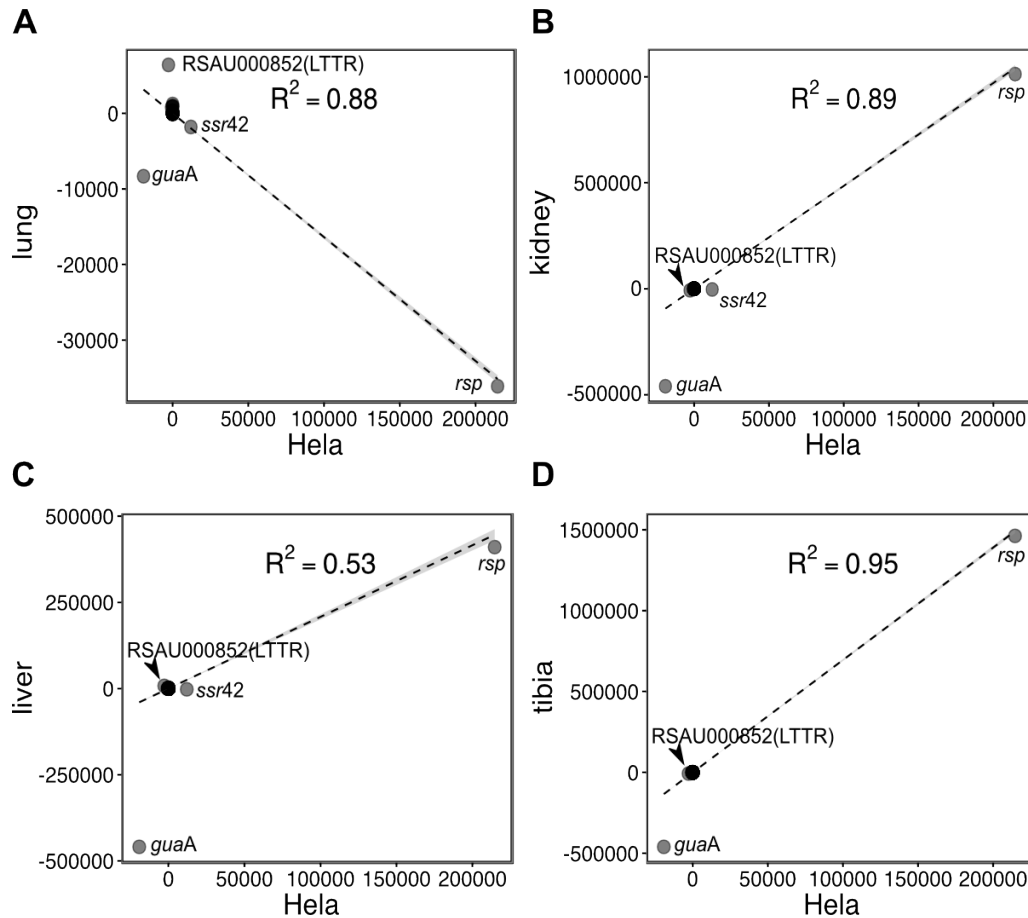 A
RSAU000852(LTTR)
R² = 0.88
ssr42
guaA
rsp
0
-10000
-20000
-30000
lung
0 50000 100000 150000 200000
Hela
B
1000000
500000
0
-500000
kidney
R² = 0.89
rsp
RSAU000852(LTTR)
ssr42
guaA
0 50000 100000 150000 200000
Hela
C
500000
250000
0
-250000
-500000
liver
R² = 0.53
rsp
RSAU000852(LTTR)
ssr42
guaA
0 50000 100000 150000 200000
Hela
D
1500000
1000000
500000
0
-500000
tibia
R² = 0.95
rsp
RSAU000852(LTTR)
guaA
0 50000 100000 150000 200000
Hela